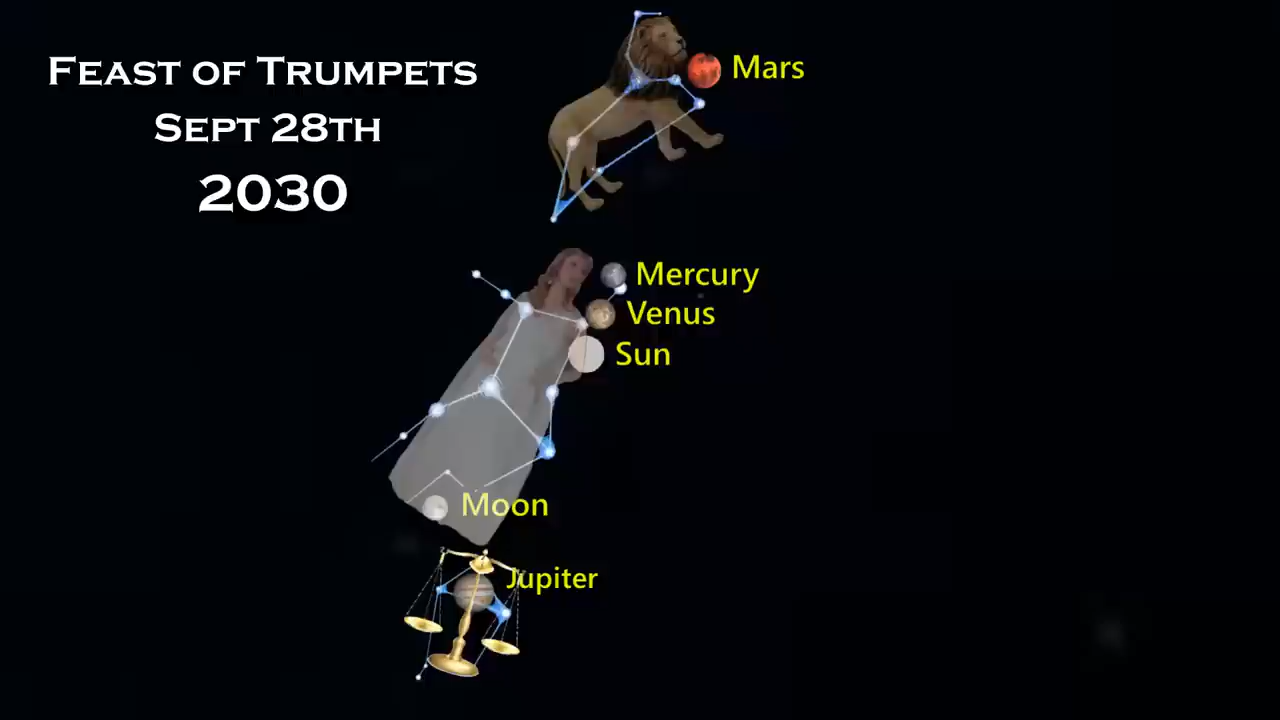 Feast of Trumpets
Sept 28th
2030
Mars
Mercury
Venus
Sun
Moon
Jupiter